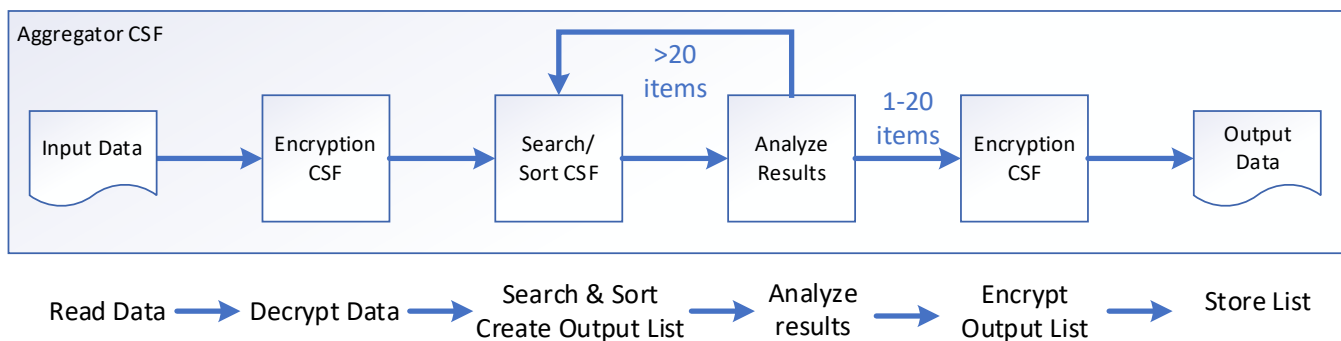 Aggregator CSF
>20
items
1-20
items
Input Data
Encryption
CSF
Search/
Sort CSF
Analyze
Results
Encryption
CSF
Output
Data
Read Data
Decrypt Data
Search & Sort
Create Output List
Analyze
results
Encrypt
Output List
Store List